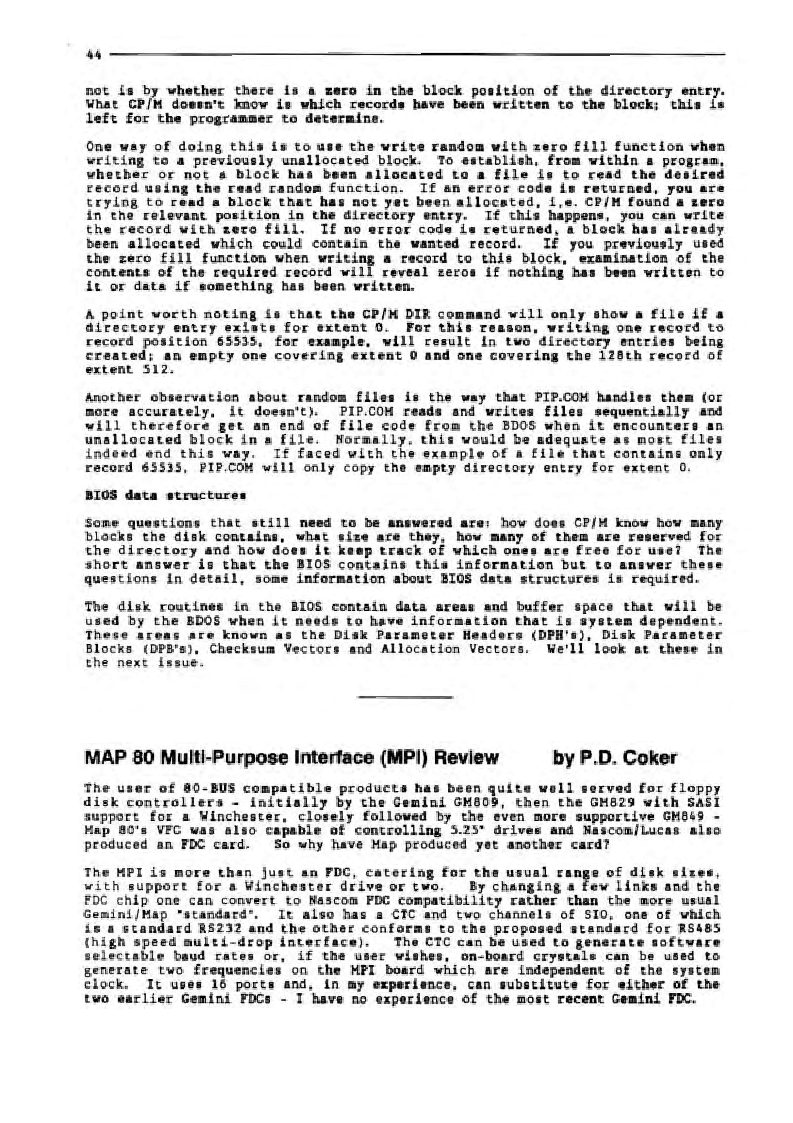 44
not is by whether there is a zero in the block position of the directory entry.
What CP/M doesn't know is which records have been written to the block; this is
left for the programmer to determine.
One way of doing this is to use the write random with zero fill function when
writing to a previously unallocated block. To establish, from within a program,
whether or not a block has been allocated to a file is to read the desired
record using the read random function. If an error code is returned, you are
trying to read a block that has not yet been allocated, i,e. CP/M found a zero
in the relevant position in the directory entry. If this happens, you can write
the record with zero fill. If no error code is returned, a block has already
been allocated which could contain the wanted record. If you previously used
the zero fill function when writing a record to this block, examination of the
contents of the required record will reveal zeros if nothing has been written to
it or data if something has been written.
A point worth noting is that the CP/M DIR command will only show a file if a
directory entry exists for extent 0. For this reason, writing one record to
record position 65535, for example, will result in two directory entries being
created; an empty one covering extent 0 and one covering the 128th record of
extent 512.
Another observation about random files is the way that PIP.COM handles them (or
more accurately, it doesn't). PIP.COM reads and writes files sequentially and
will therefore get an end of file code from the BDOS when it encounters an
unallocated block in a file. Normally, this would be adequate as most files
indeed end this way. If faced with the example of a file that contains only
record 65535, PIP.COM will only copy the empty directory entry for extent 0.
BIOS data structures
Some questions that still need to be answered are: how does CP/M know how many
blocks the disk contains, what size are they, how many of them are reserved for
the directory and how does it keep track of which ones are free for use? The
short answer is that the BIOS contains this information but to answer these
questions in detail, some information about BIOS data structures is required.
The disk routines in the BIOS contain data areas and buffer space that will be
used by the BDOS when it needs to have information that is system dependent.
These areas are known as the Disk Parameter Headers (DPH's), Disk Parameter
Blocks (DPB's), Checksum Vectors and Allocation Vectors. We'll look at these in
the next issue.
MAP 80 Multi-Purpose Interface (MPI) Review by P.D. Coker
The user of 80-BUS compatible products has been quite well served for floppy
disk controllers - initially by the Gemini GM809, then the GM829 with SASI
support for a Winchester, closely followed by the even more supportive GM849 -
Map 80's VFC was also capable of controlling 5.25" drives and Nascom/Lucas also
produced an FDC card. So why have Map produced yet another card?
The MPI is more than just an FDC, catering for the usual range of disk sizes,
with support for a Winchester drive or two. By changing a few links and the
FDC chip one can convert to Nascom FDC compatibility rather than the more usual
Gemini/Map "standard". It also has a CTC and two channels of SIO, one of which
is a standard RS232 and the other conforms to the proposed standard for RS485
(high speed multi-drop interface). The CTC can be used to generate software
selectable baud rates or, if the user wishes, on-board crystals can be used to
generate two frequencies on the MPI board which are independent of the system
clock. It uses 16 ports and, in my experience, can substitute for either of the
two earlier Gemini FDCs - I have no experience of the most recent Gemini FDC.